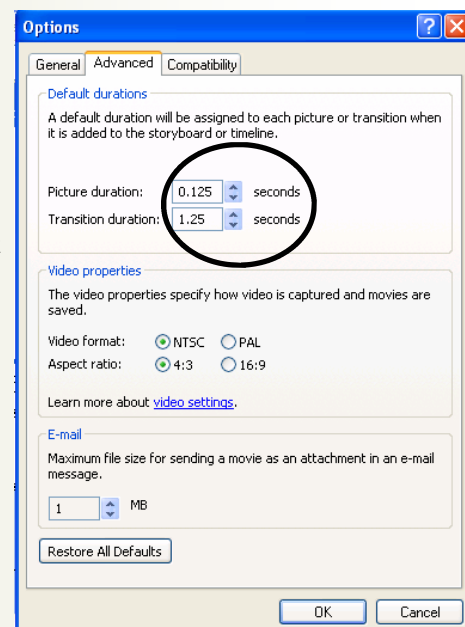 Options
General Advanced Compatibility
Default durations
A default duration will be assigned to each picture or transition when
it is added to the storyboard or timeline.
Picture duration: 0.125 seconds
Transition duration: 1.25 seconds
Video properties
The video properties specify how video is captured and movies are
saved.
Video format: NTSC PAL
Aspect ratio: 4:3 16:9
Learn more about video settings.
E-mail
Maximum file size for sending a movie as an attachment in an e-mail
message.
1 MB
Restore All Defaults
OK Cancel